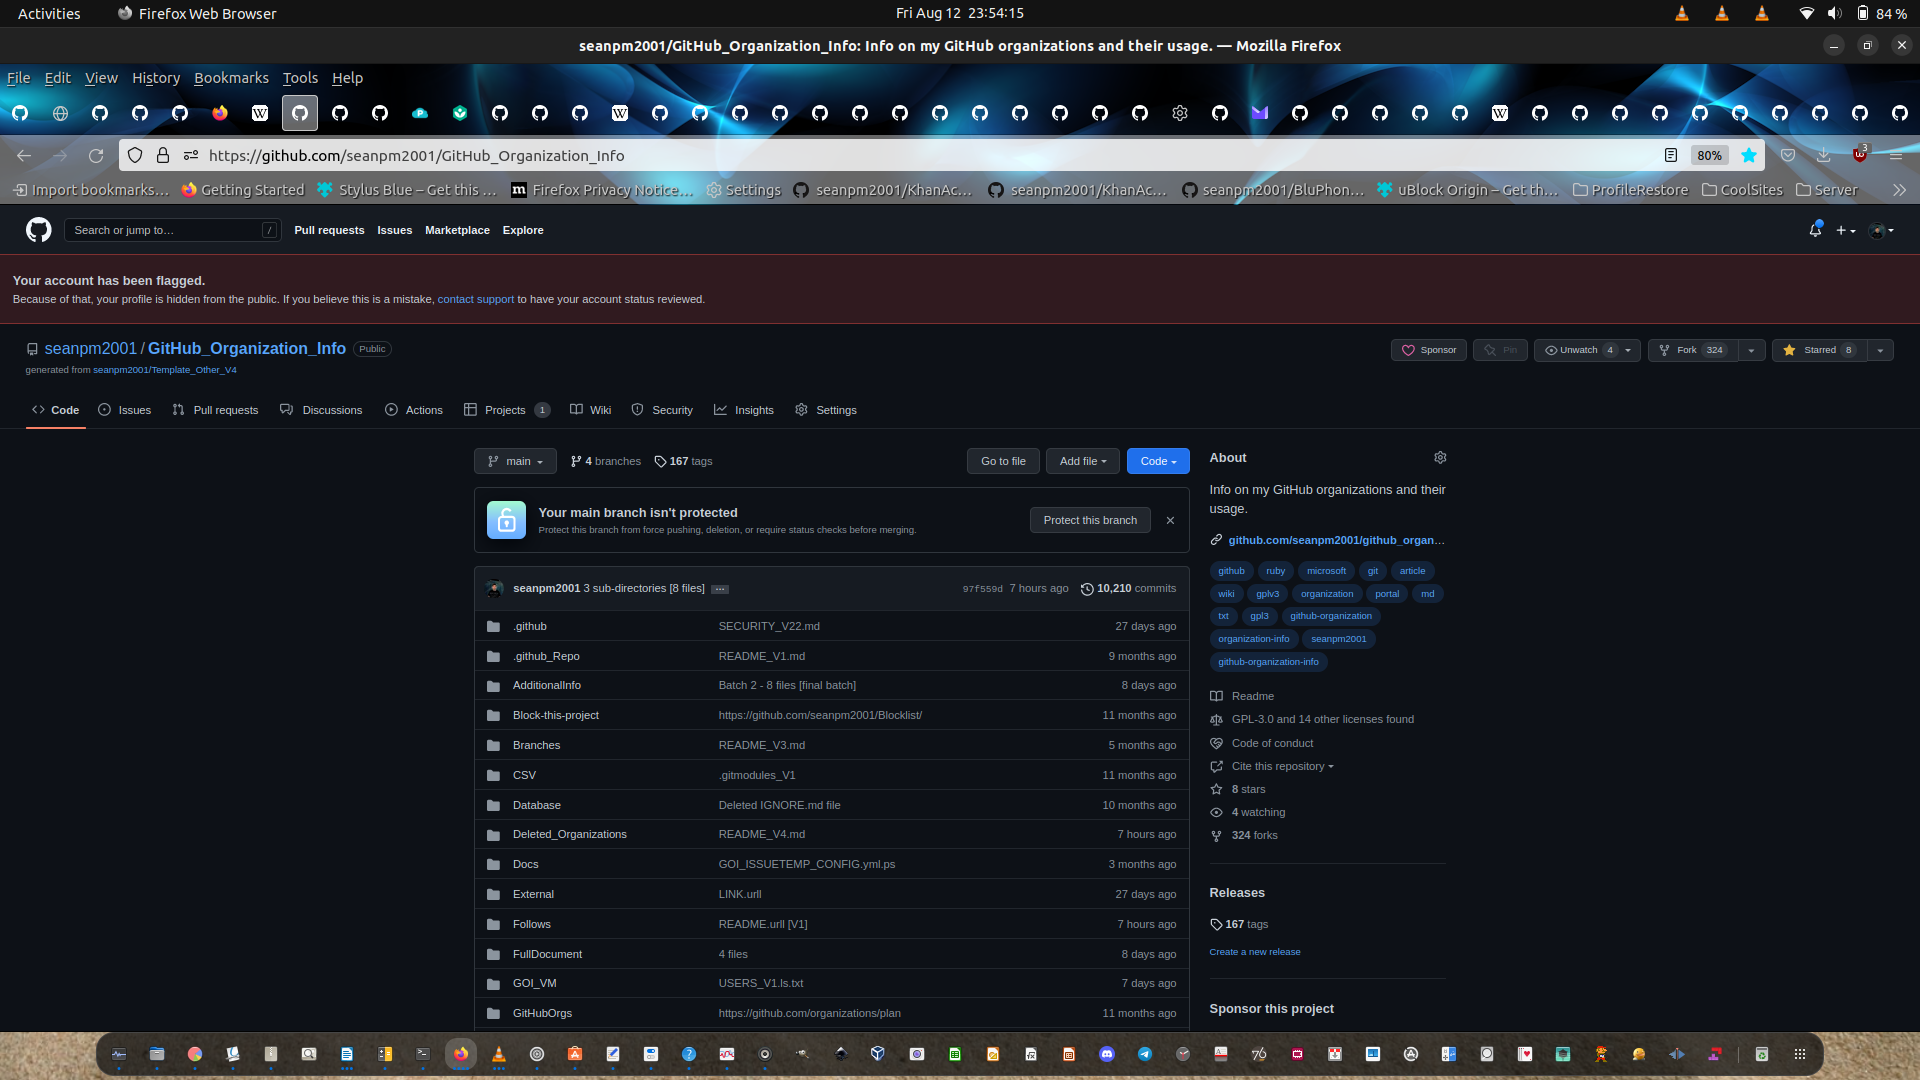 Activities
Firefox Web Browser
Fri Aug 12 23:54:15
84 %
seanpm2001/GitHub_Organization_Info: Info on my GitHub organizations and their usage. — Mozilla Firefox
File Edit View History Bookmarks Tools Help
https://github.com/seanpm2001/GitHub_Organization_Info
80%
3
Import bookmarks… Getting Started Stylus Blue – Get this … Firefox Privacy Notice… Settings seanpm2001/KhanAc… seanpm2001/KhanAc… seanpm2001/BluPhon… uBlock Origin – Get th… ProfileRestore CoolSites Server
Search or jump to… / Pull requests Issues Marketplace Explore
Your account has been flagged.
Because of that, your profile is hidden from the public. If you believe this is a mistake, contact support to have your account status reviewed.
seanpm2001 / GitHub_Organization_Info Public
Sponsor Pin Unwatch 4 Fork 324 Starred 8
generated from seanpm2001/Template_Other_V4
Code Issues Pull requests Discussions Actions Projects 1 Wiki Security Insights Settings
main 4 branches 167 tags Go to file Add file Code
Your main branch isn't protected
Protect this branch from force pushing, deletion, or require status checks before merging.
Protect this branch
seanpm2001 3 sub-directories [8 files] … 97f559d 7 hours ago 10,210 commits
.github SECURITY_V22.md 27 days ago
.github_Repo README_V1.md 9 months ago
AdditionalInfo Batch 2 - 8 files [final batch] 8 days ago
Block-this-project https://github.com/seanpm2001/Blocklist/ 11 months ago
Branches README_V3.md 5 months ago
CSV .gitmodules_V1 11 months ago
Database Deleted IGNORE.md file 10 months ago
Deleted_Organizations README_V4.md 7 hours ago
Docs GOI_ISSUETEMP_CONFIG.yml.ps 3 months ago
External LINK.urll 27 days ago
Follows README.urll [V1] 7 hours ago
FullDocument 4 files 8 days ago
GOI_VM USERS_V1.ls.txt 7 days ago
GitHubOrgs https://github.com/organizations/plan 11 months ago
About
Info on my GitHub organizations and their
usage.
github.com/seanpm2001/github_organ…
github ruby microsoft git article
wiki gplv3 organization portal md
txt gpl3 github-organization
organization-info seanpm2001
github-organization-info
Readme
GPL-3.0 and 14 other licenses found
Code of conduct
Cite this repository
8 stars
4 watching
324 forks
Releases
167 tags
Create a new release
Sponsor this project